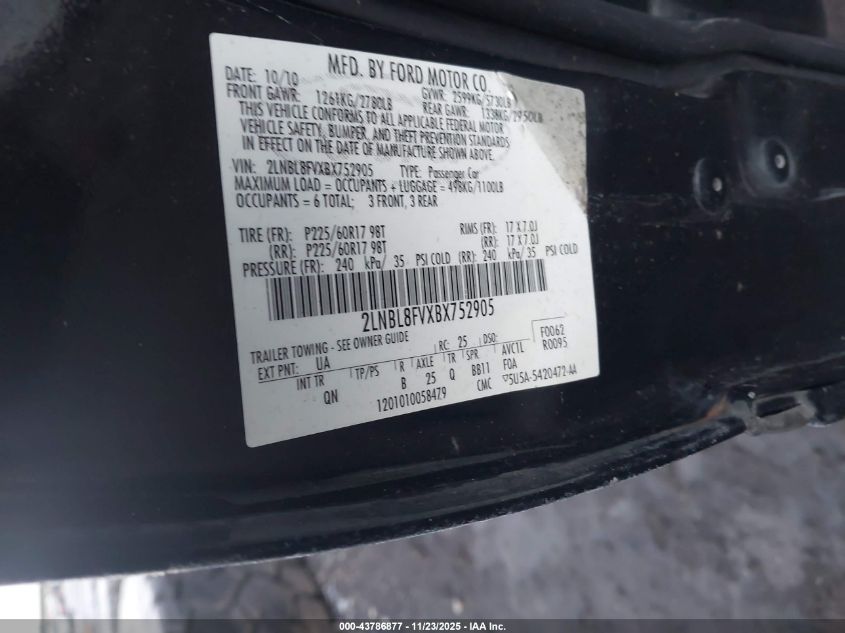 MFD. BY FORD MOTOR CO.
DATE: 10/10
GVWR: 2599KG/5730LB
FRONT GAWR: 1261KG/2780LB
REAR GAWR: 1338KG/2950LB
THIS VEHICLE CONFORMS TO ALL APPLICABLE FEDERAL MOTOR
VEHICLE SAFETY, BUMPER, AND THEFT PREVENTION STANDARDS
IN EFFECT ON THE DATE OF MANUFACTURE SHOWN ABOVE.
VIN: 2LNBL8FVXBX752905 TYPE: Passenger Car
MAXIMUM LOAD = OCCUPANTS + LUGGAGE = 498KG/1100LB
OCCUPANTS = 6 TOTAL; 3 FRONT, 3 REAR
TIRE (FR): P225/60R17 98T RIMS (FR): 17 X 7.0J
(RR): P225/60R17 98T (RR): 17 X 7.0J
PRESSURE (FR): 240 kPa/ 35 PSI COLD (RR): 240 kPa/ 35 PSI COLD
2LNBL8FVXBX752905
TRAILER TOWING - SEE OWNER GUIDE
F0062
EXT PNT: UA RC: 25 DSO: R0095
INT TR TP/PS R AXLE TR SPR AVC1L
QN B 25 Q BB11 FOA
12010100584Z9 CMC 5U5A-5420472-AA
000-43786877 - 11/23/2025 - IAA Inc.